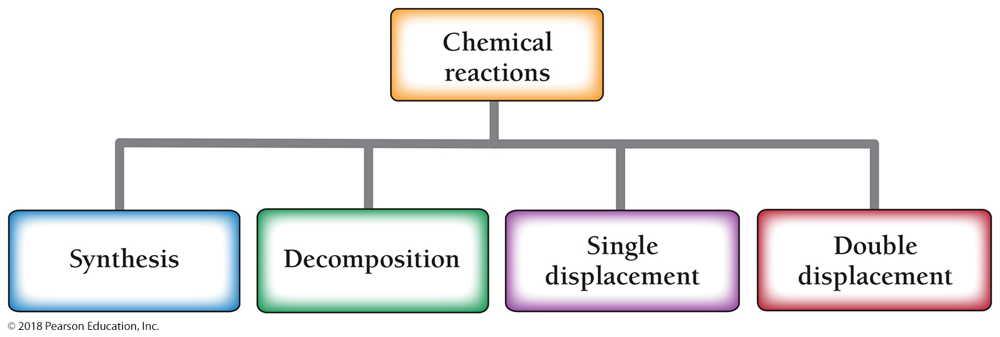 Chemical
reactions
Synthesis
Decomposition
Single
displacement
Double
displacement
© 2018 Pearson Education, Inc.